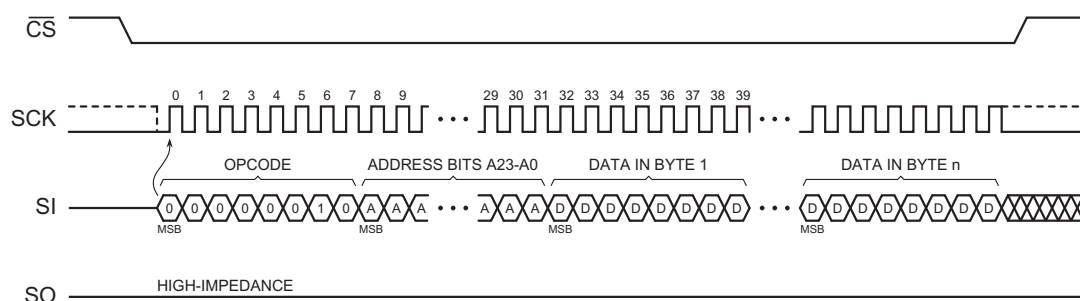 CS
SCK
0 1 2 3 4 5 6 7 8 9 29 30 31 32 33 34 35 36 37 38 39
OPCODE ADDRESS BITS A23-A0 DATA IN BYTE 1 DATA IN BYTE n
SI
0 0 0 0 0 0 1 0 A A A A A A D D D D D D D D D D D D D D D D
MSB MSB MSB MSB
SO
HIGH-IMPEDANCE